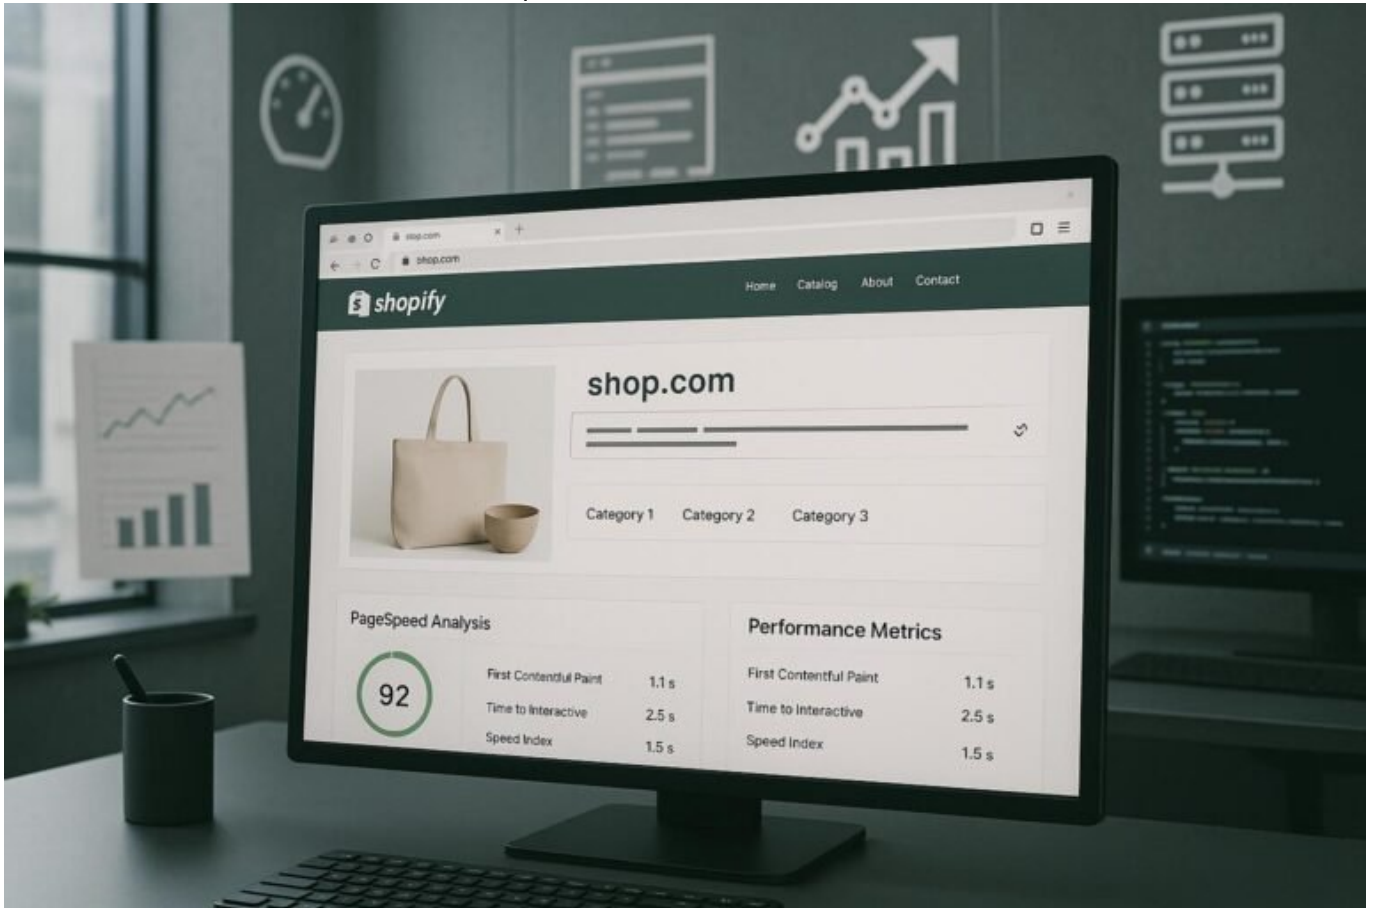 stop.com
bhop.com
shopify
Home Catalog About Contact
shop.com
Category 1 Category 2 Category 3
PageSpeed Analysis
92
First Contentful Paint 1.1 s
Time to Interactive 2.5 s
Speed Index 1.5 s
Performance Metrics
First Contentful Paint 1.1 s
Time to Interactive 2.5 s
Speed Index 1.5 s